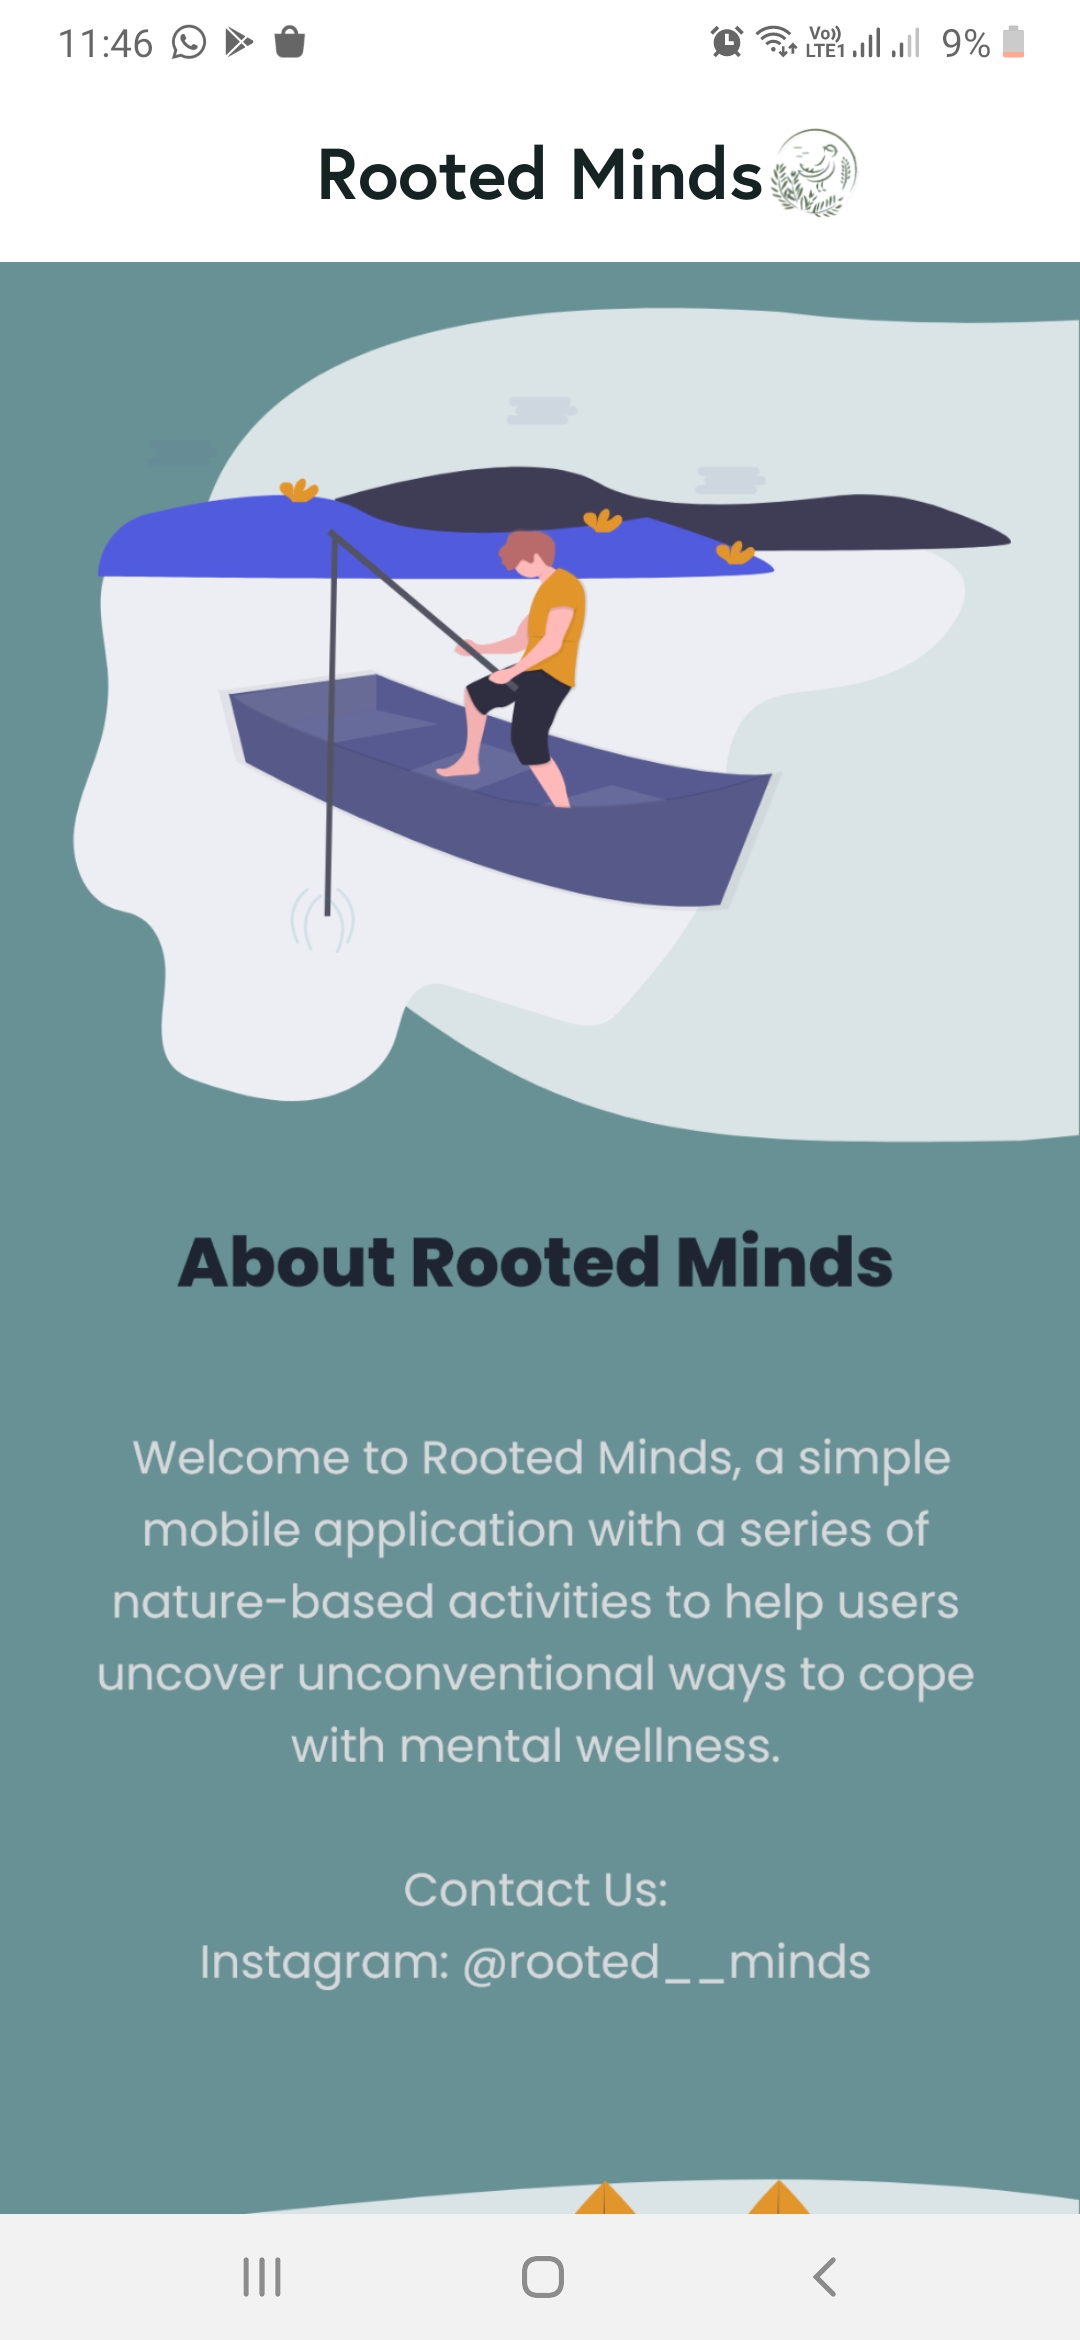 11:46 Vo)) LTE1 9%
Rooted Minds
About Rooted Minds
Welcome to Rooted Minds, a simple
mobile application with a series of
nature-based activities to help users
uncover unconventional ways to cope
with mental wellness.
Contact Us:
Instagram: @rooted__minds